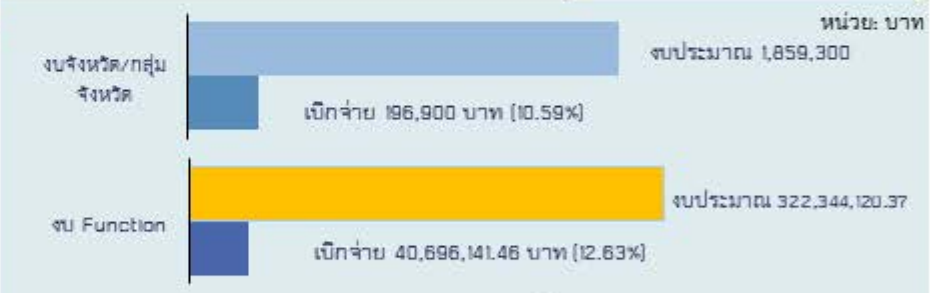 หน่วย: บาท
งบจังหวัด/กลุ่ม
จังหวัด
งบประมาณ 1,859,300
เบิกจ่าย 196,900 บาท (10.59%)
งบ Function
งบประมาณ 322,344,120.37
เบิกจ่าย 40,696,141.46 บาท (12.63%)